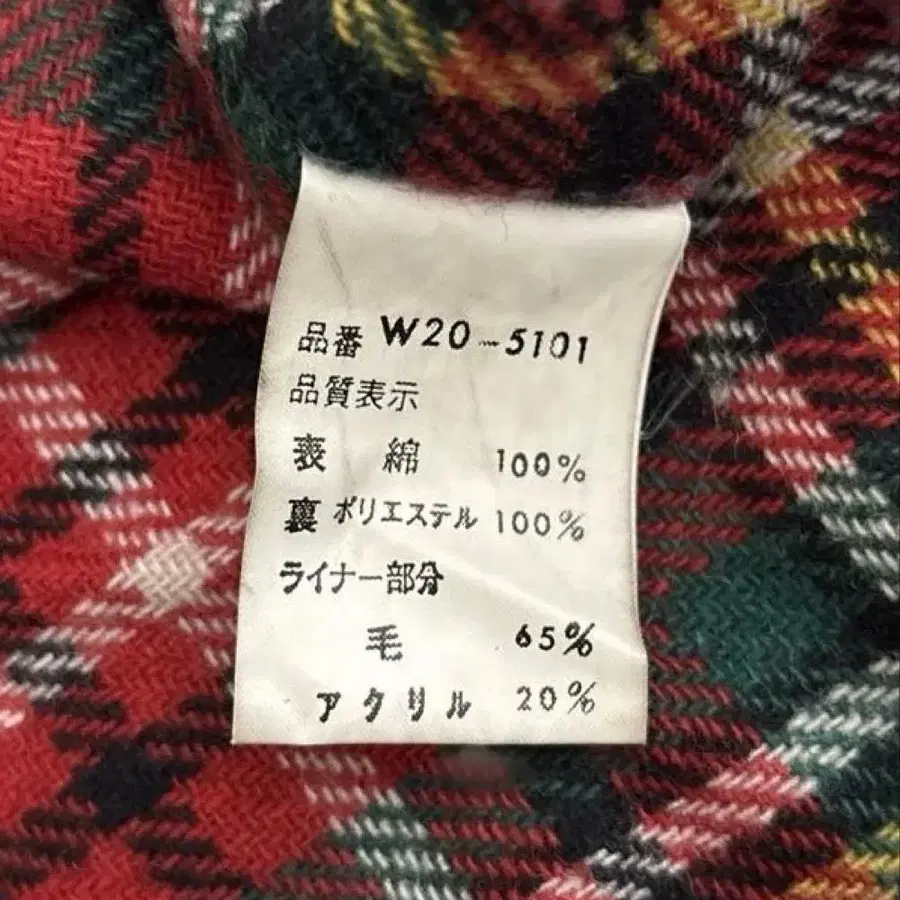 品番 W20-5101
品質表示
表 綿 100%
裏 ポリエステル 100%
ライナー部分
毛 65%
アクリル 20%